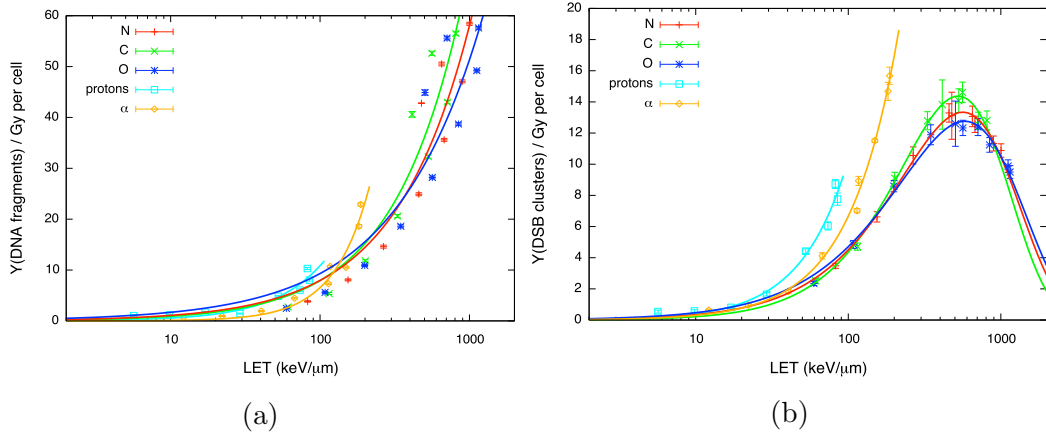 Y(DNA fragments) / Gy per cell
60
50
40
30
20
10
0
N
C
O
protons
α
10
100
1000
LET (keV/μm)
(a)
Y(DSB clusters) / Gy per cell
20
18
16
14
12
10
8
6
4
2
0
N
C
O
protons
α
10
100
1000
LET (keV/μm)
(b)